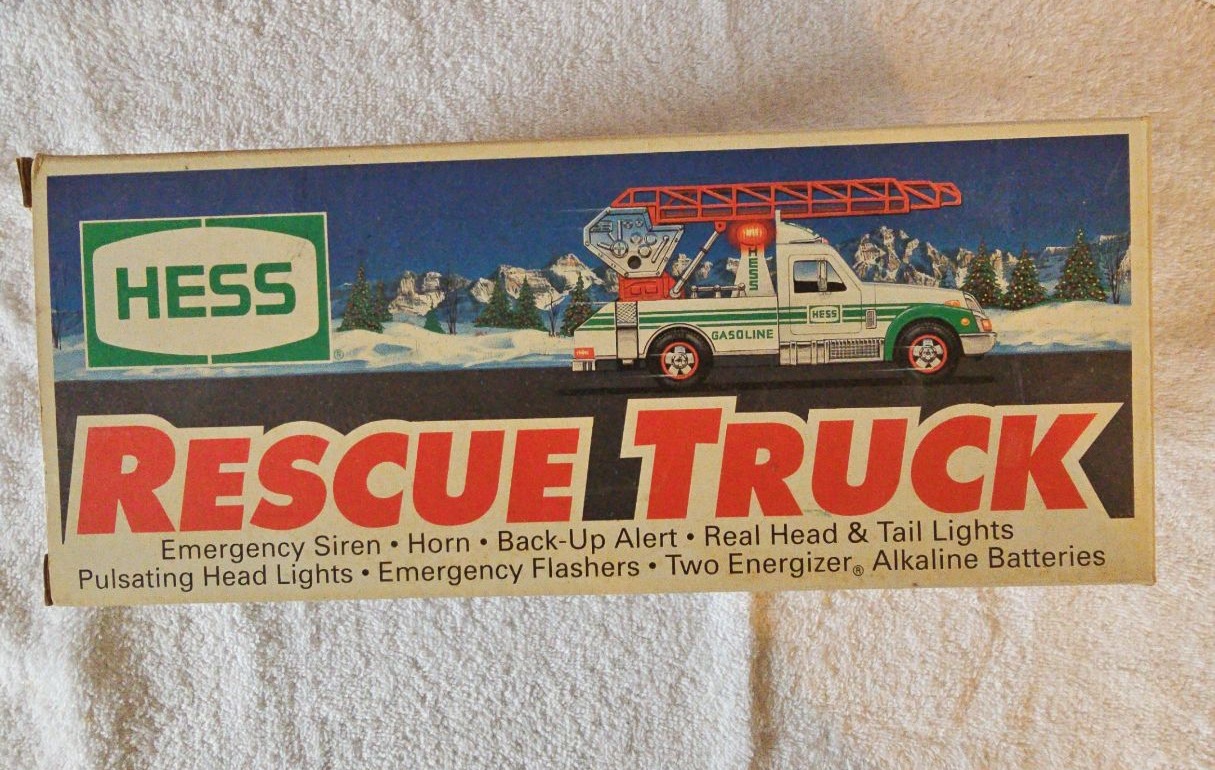 HESS
®
HESS
HESS
GASOLINE
RESCUE TRUCK
Emergency Siren • Horn • Back-Up Alert • Real Head & Tail Lights
Pulsating Head Lights • Emergency Flashers • Two Energizer® Alkaline Batteries